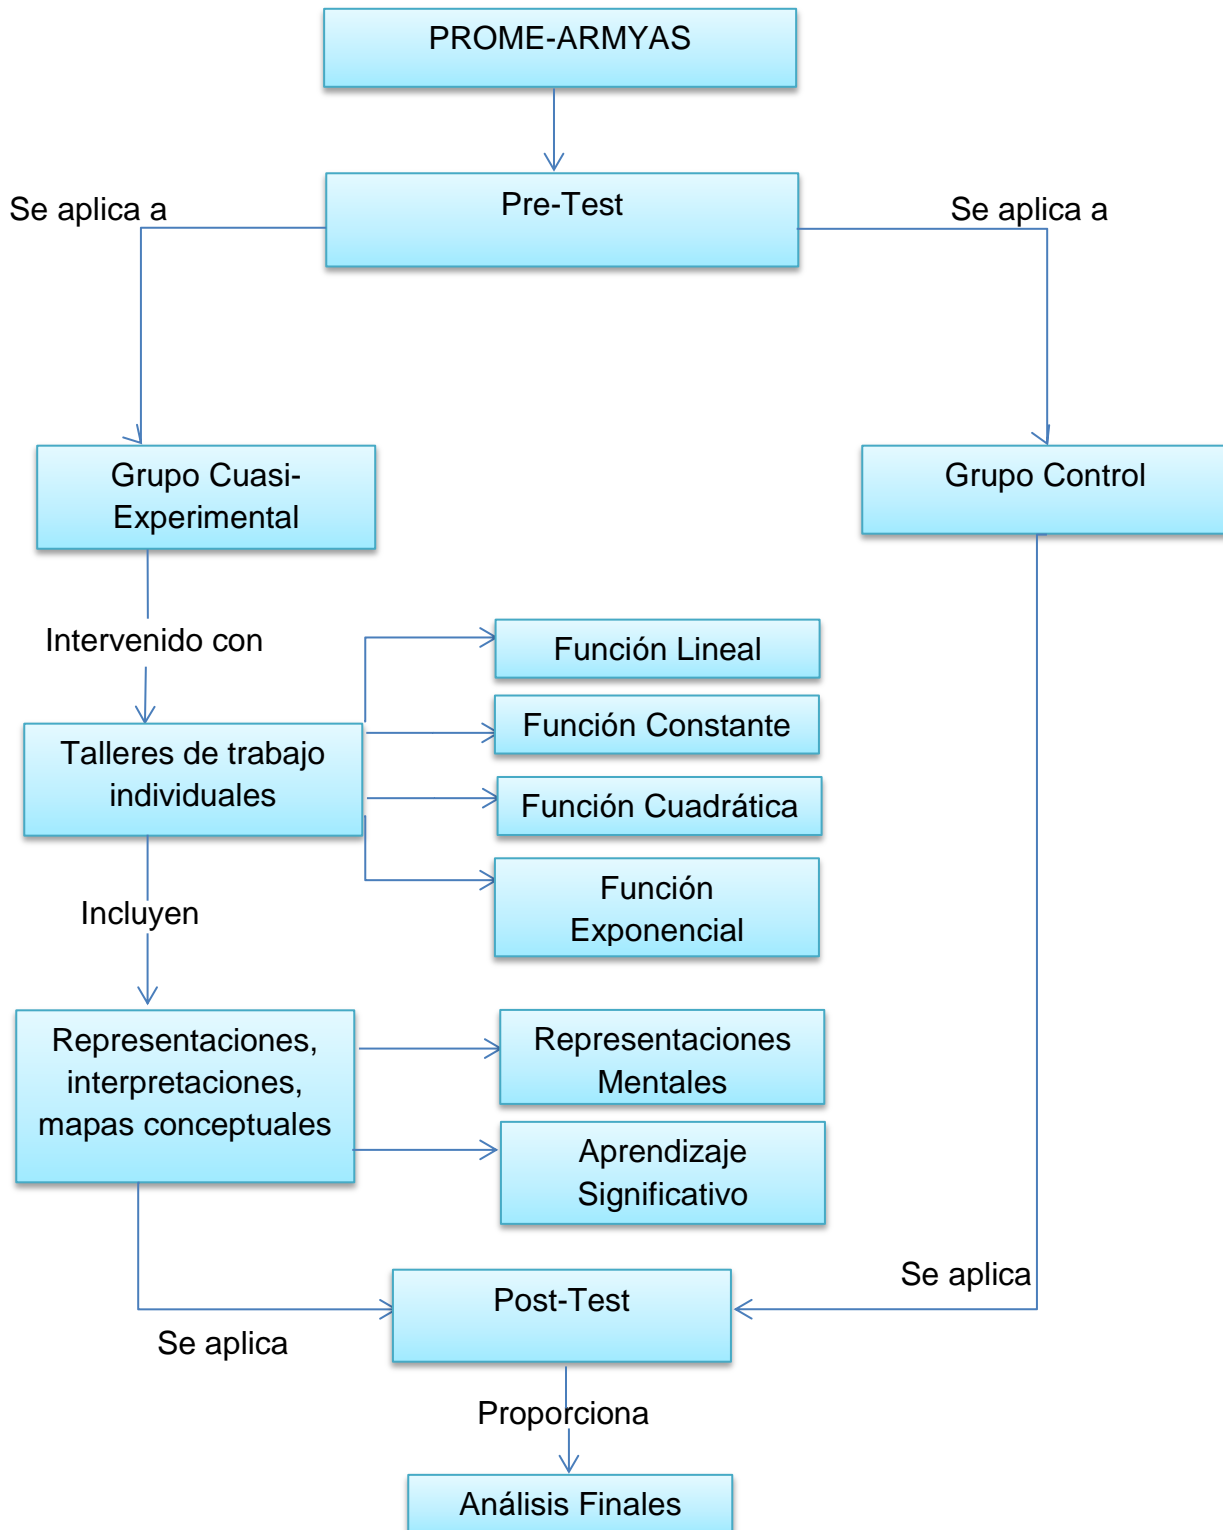 PROME-ARMYAS
Pre-Test
Se aplica a
Se aplica a
Grupo Cuasi-
Experimental
Grupo Control
Intervenido con
Función Lineal
Función Constante
Talleres de trabajo
individuales
Función Cuadrática
Función
Exponencial
Incluyen
Representaciones,
interpretaciones,
mapas conceptuales
Representaciones
Mentales
Aprendizaje
Significativo
Se aplica
Post-Test
Se aplica
Proporciona
Análisis Finales